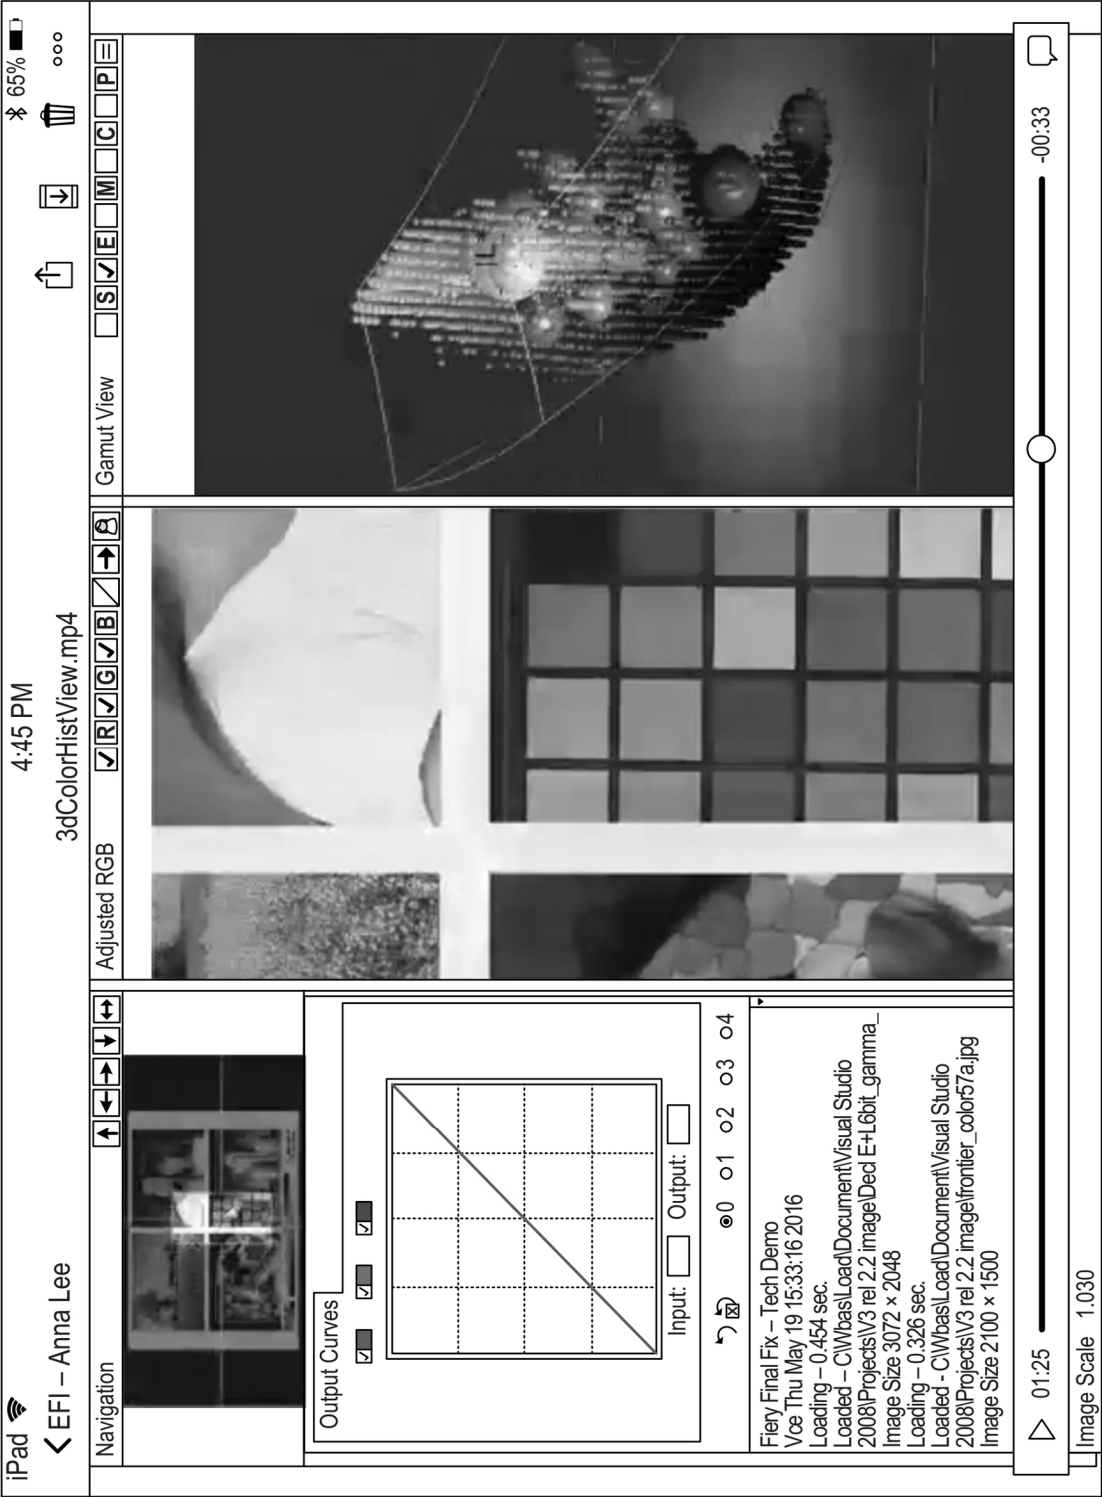 iPad 4:45 PM 65%
EFI – Anna Lee 3dColorHistView.mp4
Navigation
Adjusted RGB R G B
Gamut View S E M C P
Output Curves
Input: Output:
0 1 2 3 4
Fiery Final Fix – Tech Demo
Vce Thu May 19 15:33:16 2016
Loading – 0.454 sec.
Loaded – C\Wbas\Load\Document\Visual Studio
2008\Projects\V3 rel 2.2 image\Ded E+L6bit_gamma_
Image Size 3072 × 2048
Loading – 0.326 sec.
Loaded - C\Wbas\Load\Document\Visual Studio
2008\Projects\V3 rel 2.2 image\frontier_color57a.jpg
Image Size 2100 × 1500
01:25 -00:33
Image Scale 1.030